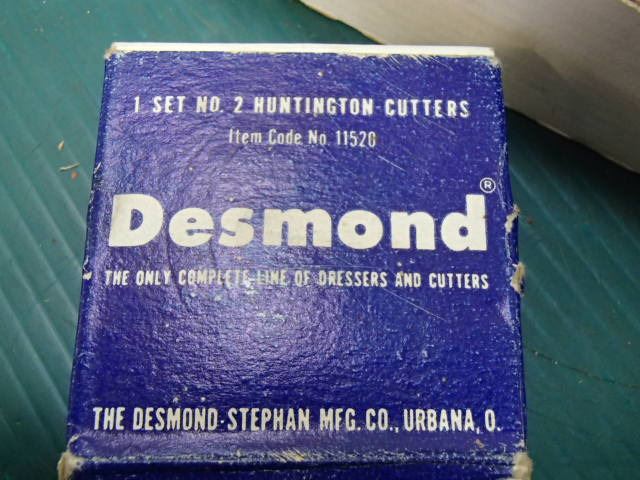 1 SET NO. 2 HUNTINGTON CUTTERS
Item Code No. 11520
Desmond®
THE ONLY COMPLETE LINE OF DRESSERS AND CUTTERS
THE DESMOND-STEPHAN MFG. CO., URBANA, O.